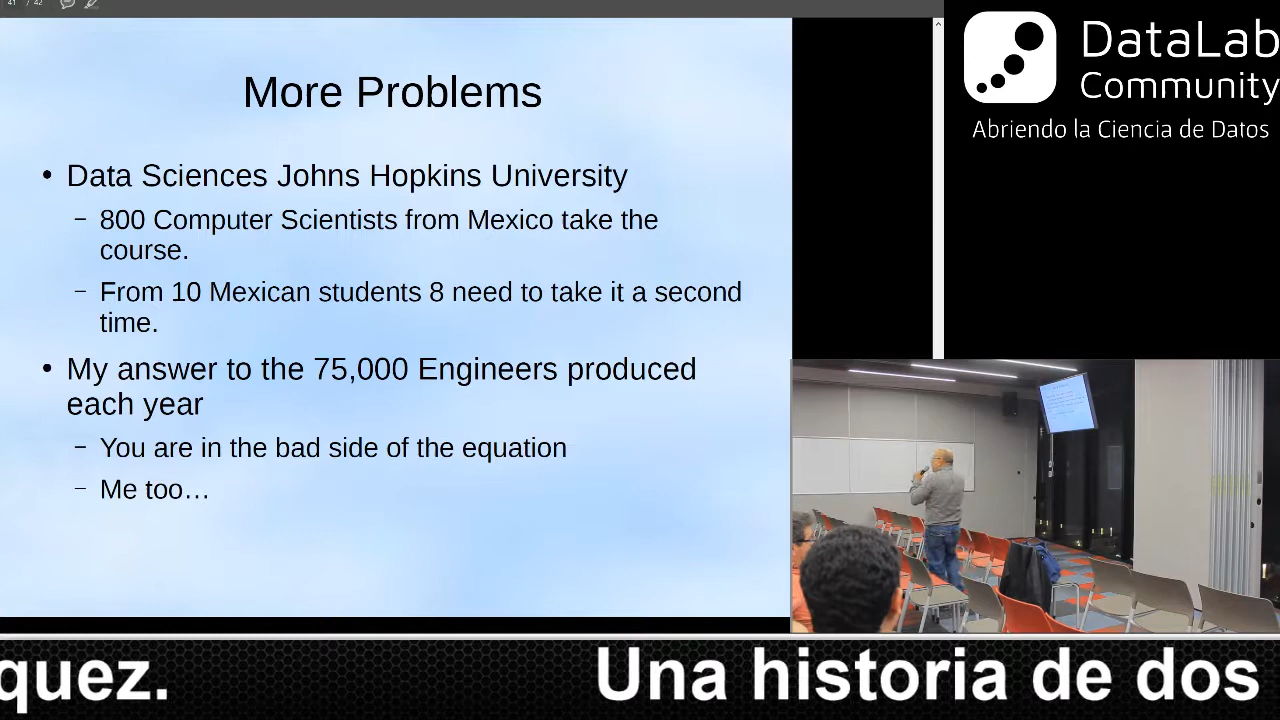 41 / 42
More Problems
• Data Sciences Johns Hopkins University
– 800 Computer Scientists from Mexico take the
course.
– From 10 Mexican students 8 need to take it a second
time.
• My answer to the 75,000 Engineers produced
each year
– You are in the bad side of the equation
– Me too…
DataLab
Community
Abriendo la Ciencia de Datos
quez. Una historia de dos